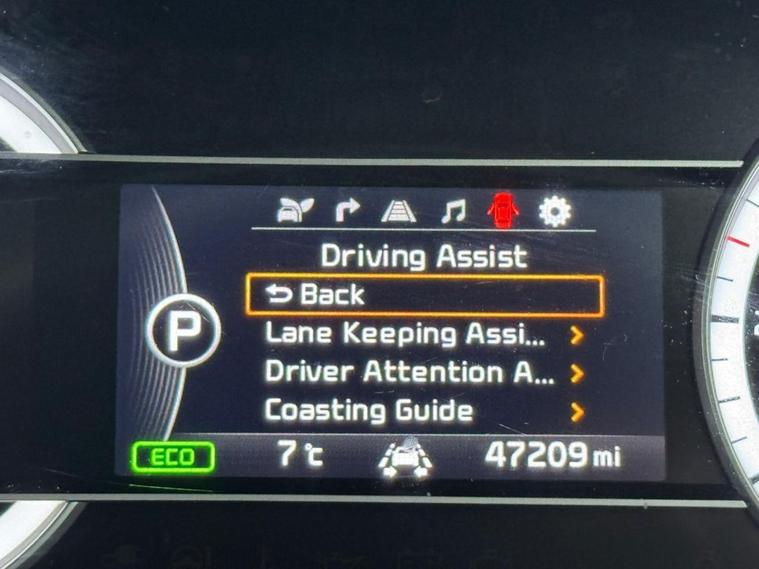 Driving Assist
Back
Lane Keeping Assi...
P
Driver Attention A...
Coasting Guide
ECO
7 °C
47209 mi